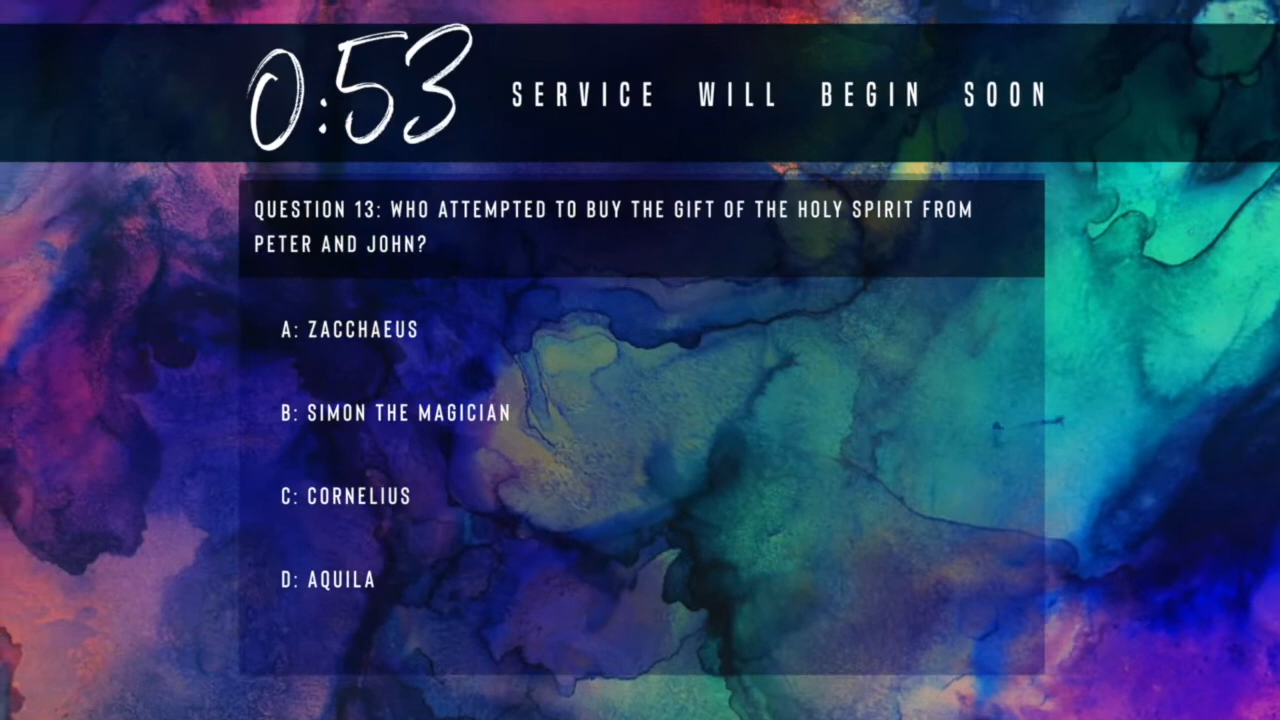 0:53 SERVICE WILL BEGIN SOON
QUESTION 13: WHO ATTEMPTED TO BUY THE GIFT OF THE HOLY SPIRIT FROM
PETER AND JOHN?
A: ZACCHAEUS
B: SIMON THE MAGICIAN
C: CORNELIUS
D: AQUILA